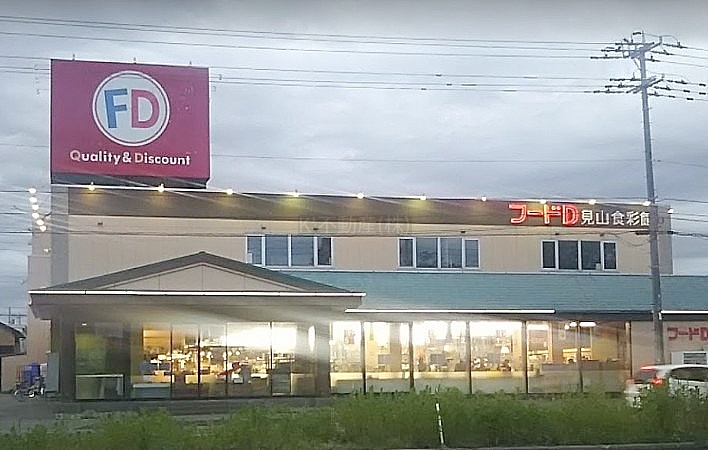 FD
Quality & Discount
フードD見山食彩館
K-不動産(株)
フードD